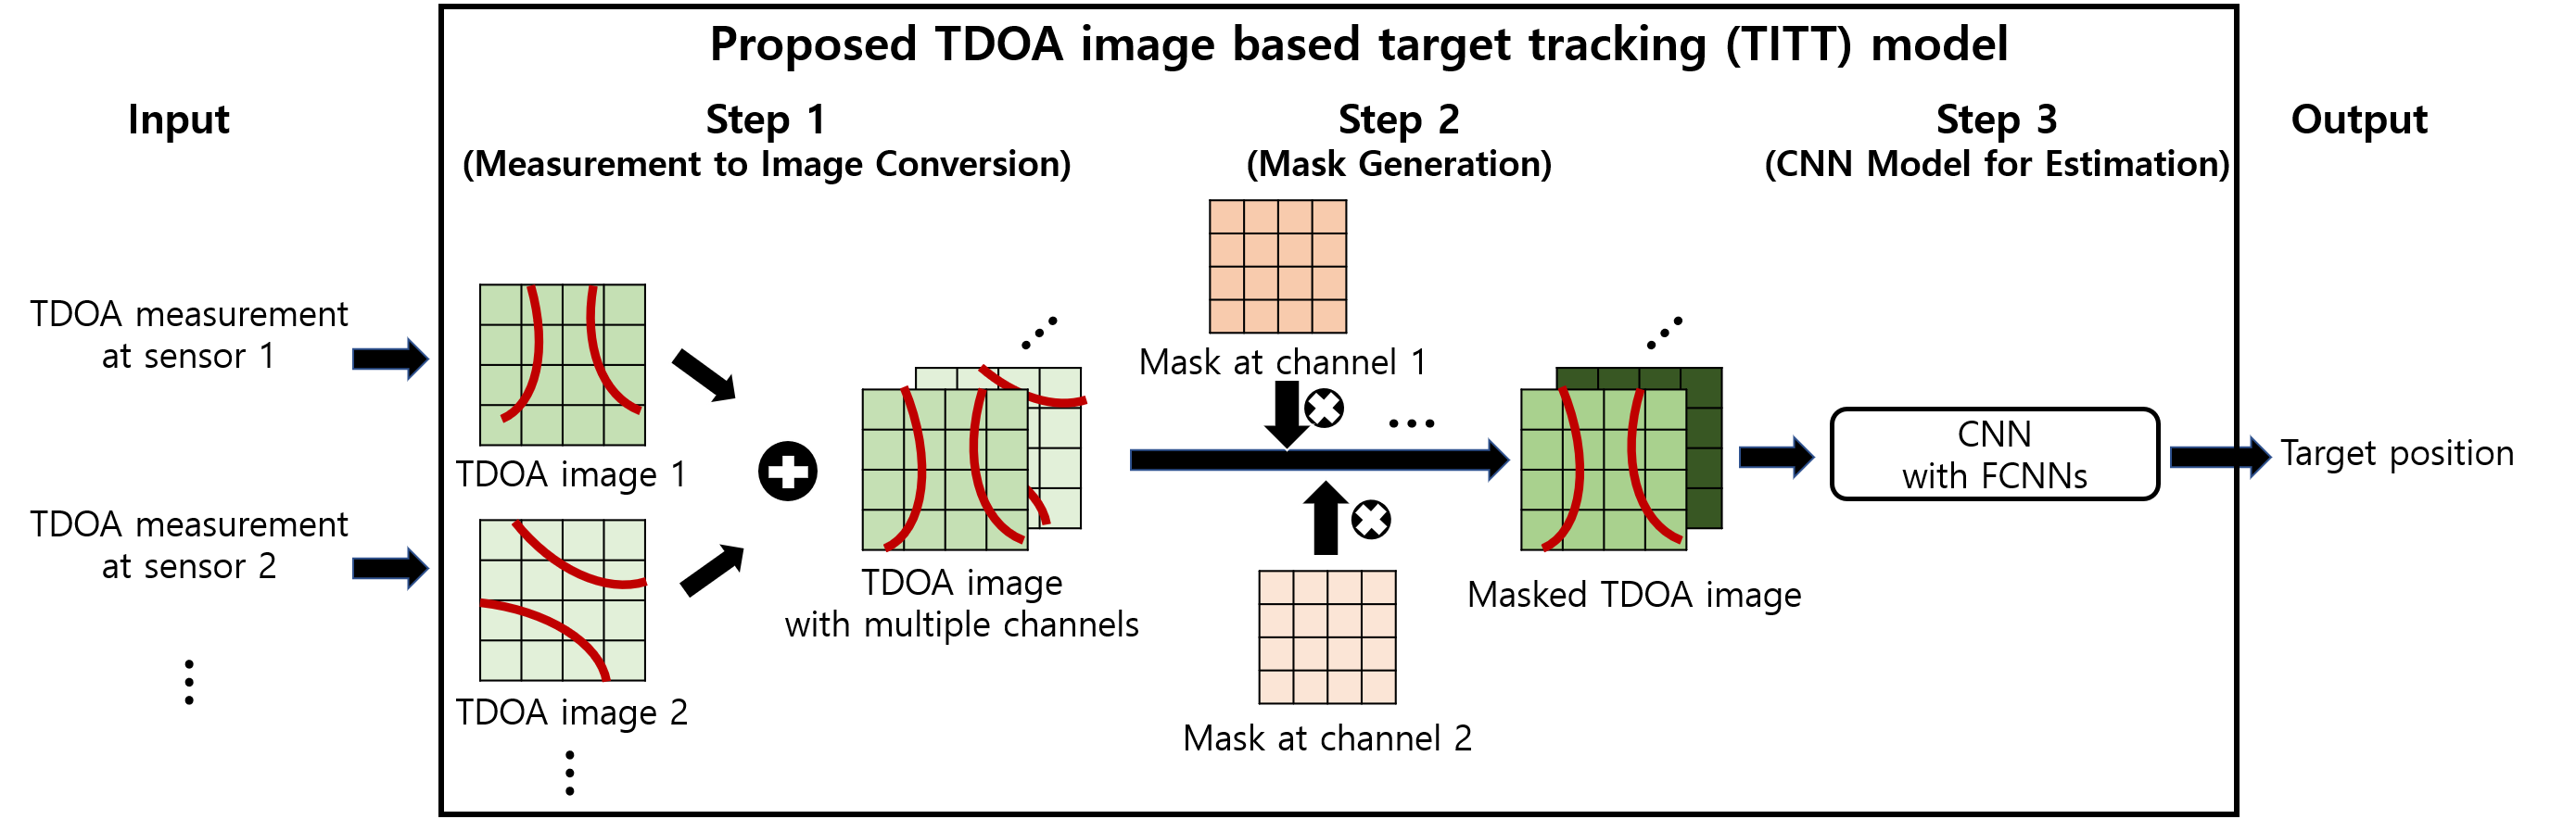 Proposed TDOA image based target tracking (TITT) model
Input
Step 1
(Measurement to Image Conversion)
Step 2
(Mask Generation)
Step 3
(CNN Model for Estimation)
Output
TDOA measurement
at sensor 1
TDOA measurement
at sensor 2
TDOA image 1
TDOA image 2
TDOA image
with multiple channels
Mask at channel 1
Mask at channel 2
Masked TDOA image
CNN
with FCNNs
Target position